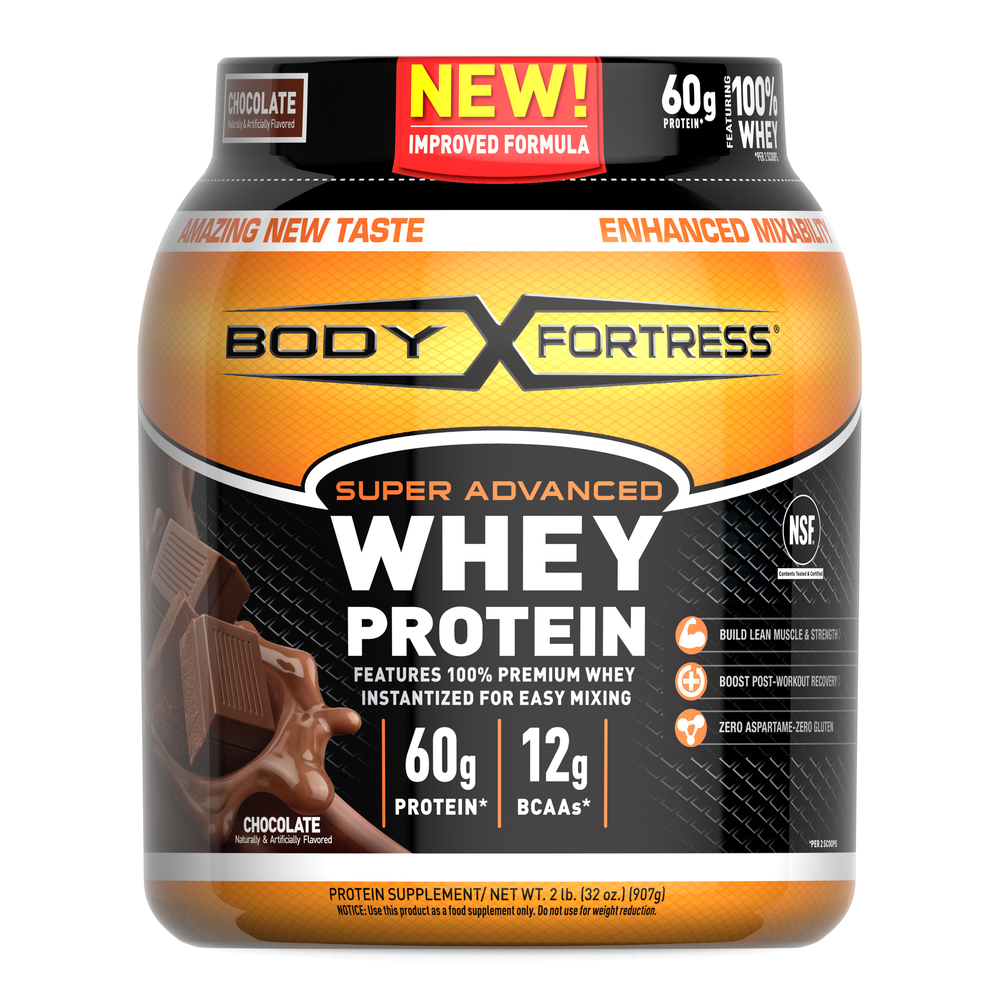 CHOCOLATE
Naturally & Artificially Flavored
NEW!
IMPROVED FORMULA
60g
PROTEIN*
FEATURING
100%
WHEY
*PER 2 SCOOPS
AMAZING NEW TASTE
ENHANCED MIXABILITY
BODY X FORTRESS®
SUPER ADVANCED
WHEY
PROTEIN
FEATURES 100% PREMIUM WHEY
INSTANTIZED FOR EASY MIXING
60g
PROTEIN*
12g
BCAAs*
NSF®
Contents Tested & Certified
BUILD LEAN MUSCLE & STRENGTH◊
BOOST POST-WORKOUT RECOVERY◊
ZERO ASPARTAME-ZERO GLUTEN
CHOCOLATE
Naturally & Artificially Flavored
*PER 2 SCOOPS
PROTEIN SUPPLEMENT/ NET WT. 2 lb. (32 oz.) (907g)
NOTICE: Use this product as a food supplement only. Do not use for weight reduction.